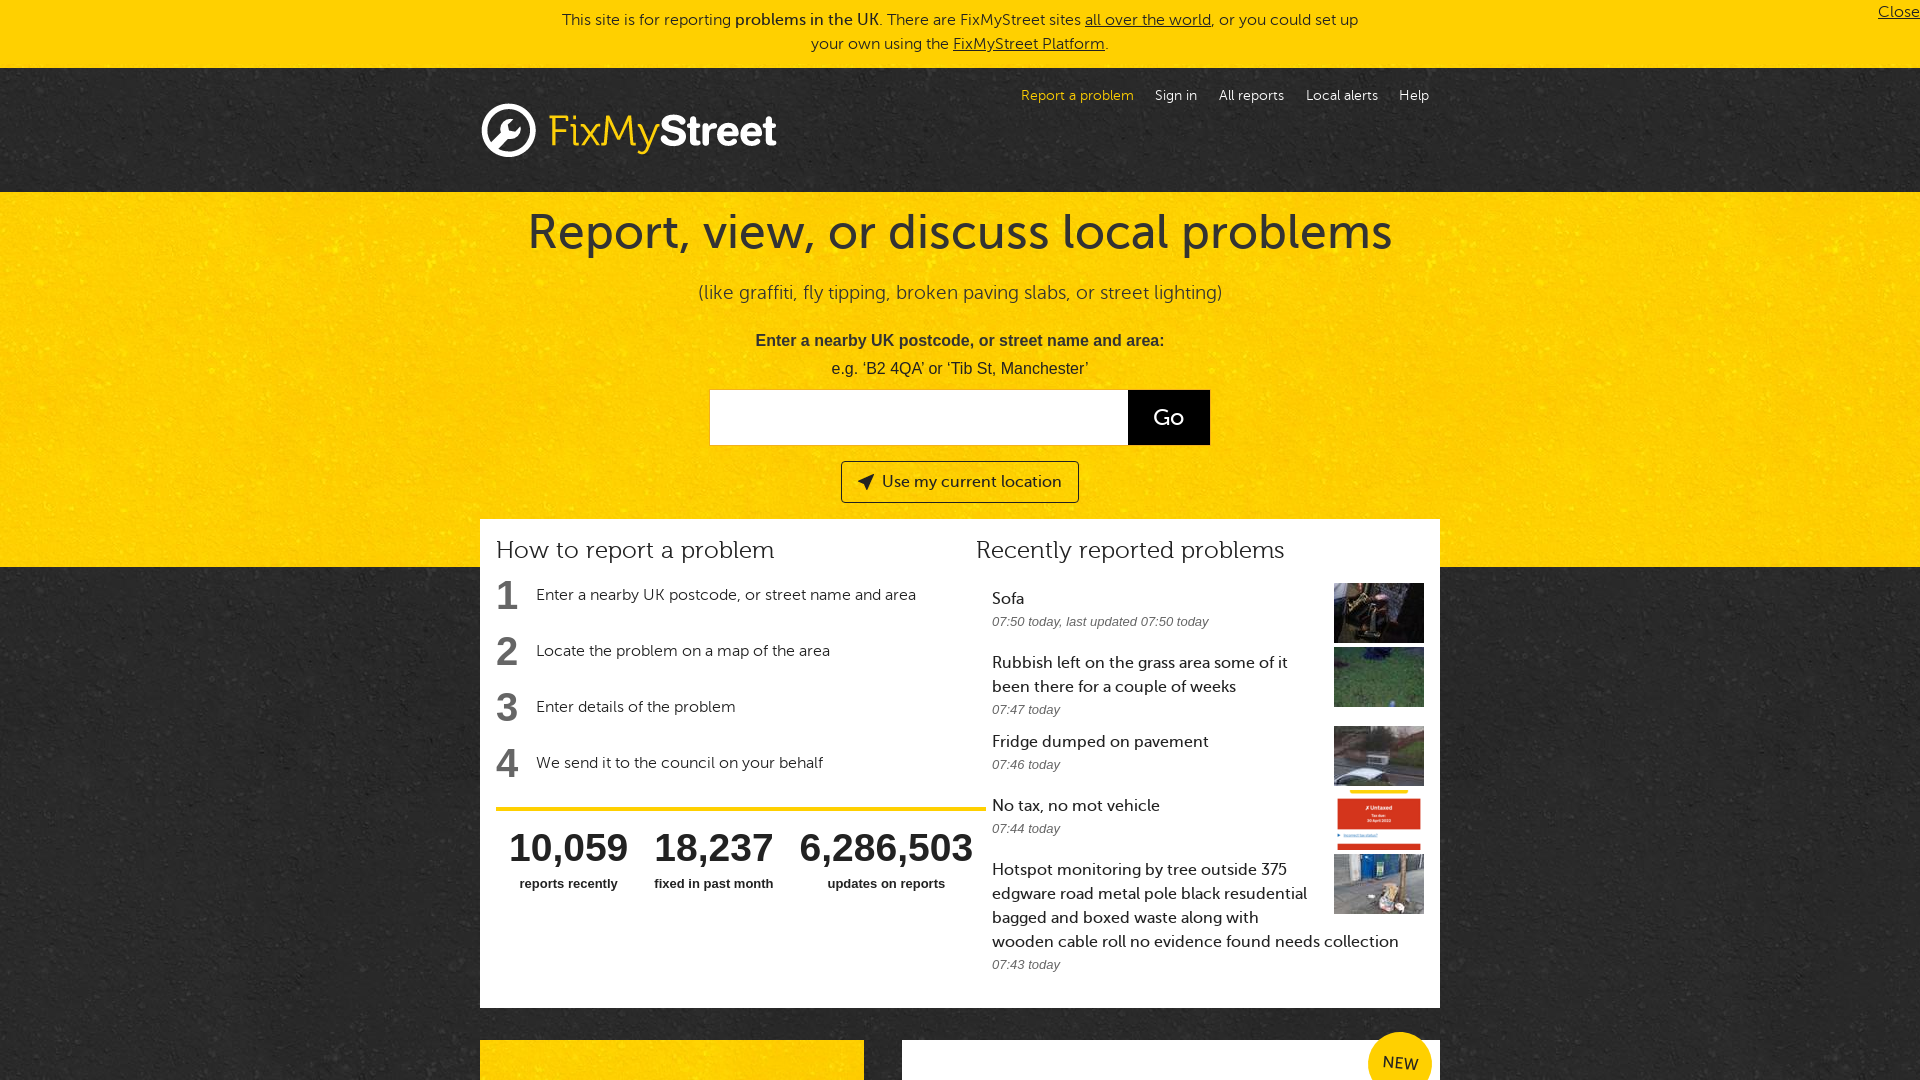 This site is for reporting problems in the UK. There are FixMyStreet sites all over the world, or you could set up
your own using the FixMyStreet Platform.
Close
Report a problem
Sign in
All reports
Local alerts
Help
FixMyStreet
Report, view, or discuss local problems
(like graffiti, fly tipping, broken paving slabs, or street lighting)
Enter a nearby UK postcode, or street name and area:
e.g. ‘B2 4QA’ or ‘Tib St, Manchester’
Go
Use my current location
How to report a problem
1 Enter a nearby UK postcode, or street name and area
2 Locate the problem on a map of the area
3 Enter details of the problem
4 We send it to the council on your behalf
10,059 18,237 6,286,503
reports recently fixed in past month updates on reports
Recently reported problems
Sofa
07:50 today, last updated 07:50 today
Rubbish left on the grass area some of it
been there for a couple of weeks
07:47 today
Fridge dumped on pavement
07:46 today
No tax, no mot vehicle
07:44 today
✗ Untaxed
Tax due:
Hotspot monitoring by tree outside 375
edgware road metal pole black resudential
bagged and boxed waste along with
wooden cable roll no evidence found needs collection
07:43 today
NEW